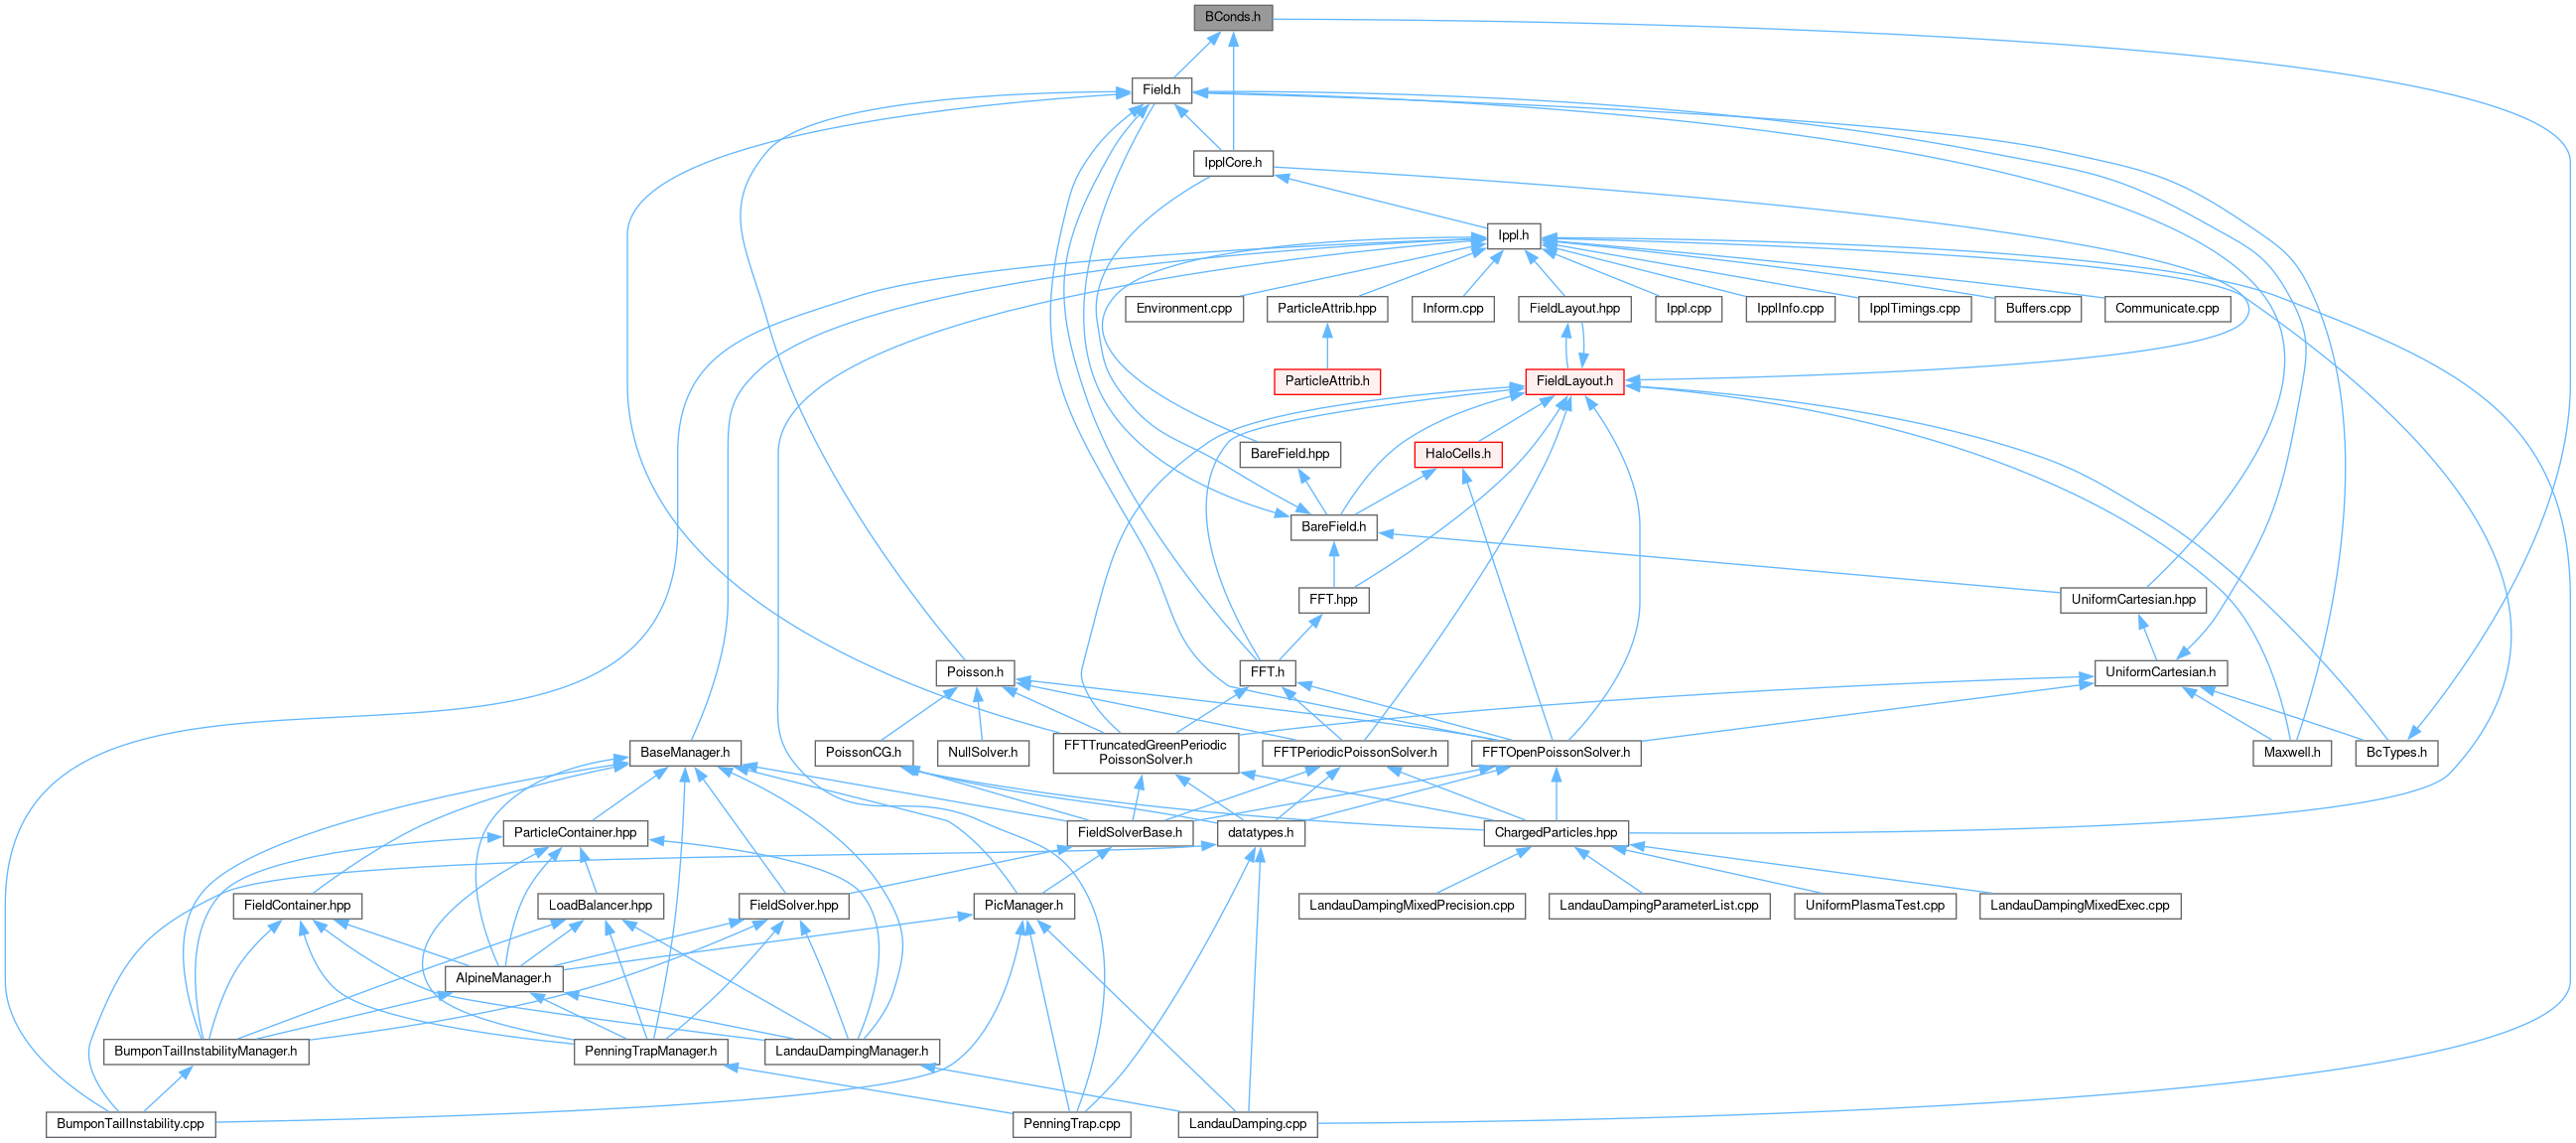 BConds.h
Field.h
IpplCore.h
Ippl.h
Environment.cpp
ParticleAttrib.hpp
Inform.cpp
FieldLayout.hpp
Ippl.cpp
IpplInfo.cpp
IpplTimings.cpp
Buffers.cpp
Communicate.cpp
ParticleAttrib.h
FieldLayout.h
BareField.hpp
HaloCells.h
BareField.h
FFT.hpp
UniformCartesian.hpp
Poisson.h
FFT.h
UniformCartesian.h
BaseManager.h
PoissonCG.h
NullSolver.h
FFTTruncatedGreenPeriodic
PoissonSolver.h
FFTPeriodicPoissonSolver.h
FFTOpenPoissonSolver.h
Maxwell.h
BcTypes.h
ParticleContainer.hpp
FieldSolverBase.h
datatypes.h
ChargedParticles.hpp
FieldContainer.hpp
LoadBalancer.hpp
FieldSolver.hpp
PicManager.h
LandauDampingMixedPrecision.cpp
LandauDampingParameterList.cpp
UniformPlasmaTest.cpp
LandauDampingMixedExec.cpp
AlpineManager.h
BumponTailInstabilityManager.h
PenningTrapManager.h
LandauDampingManager.h
BumponTailInstability.cpp
PenningTrap.cpp
LandauDamping.cpp